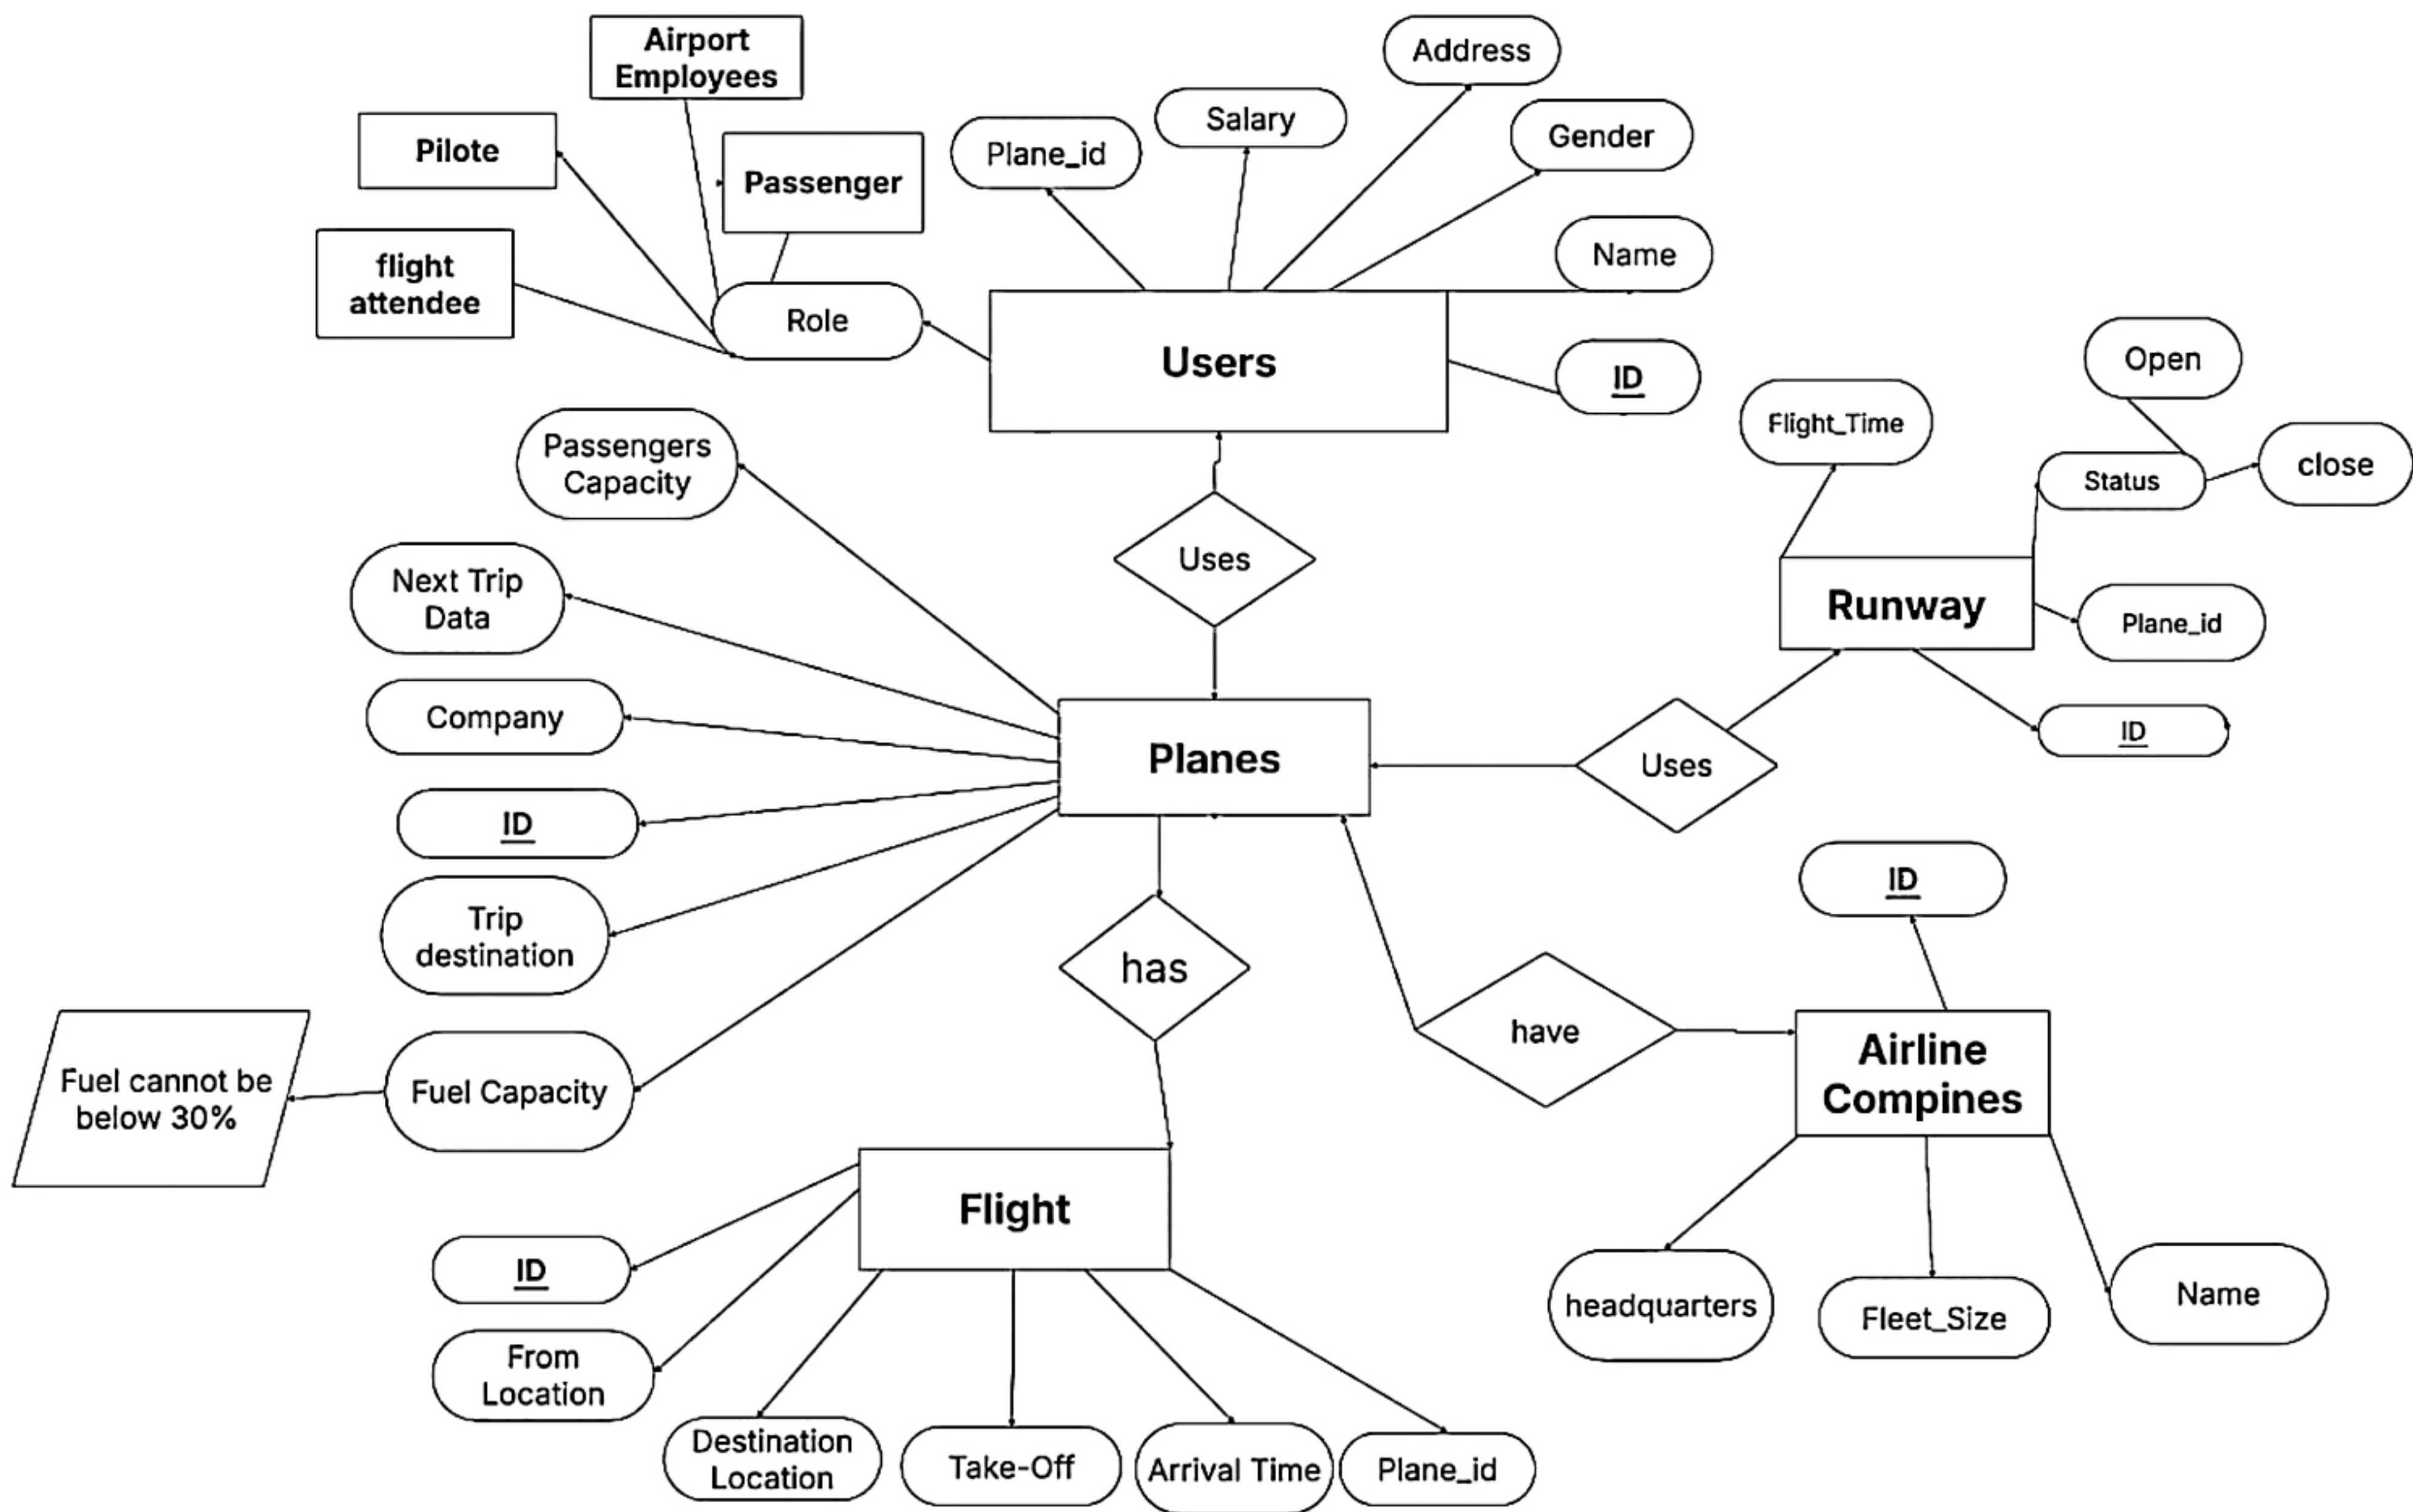 Airport
Employees
Address
Pilote
Passenger
Plane_id
Salary
Gender
flight
attendee
Role
Name
Users
ID
Open
Flight_Time
Status
close
Passengers
Capacity
Uses
Next Trip
Data
Runway
Plane_id
Company
Planes
Uses
ID
ID
ID
Trip
destination
has
have
Airline
Compines
Fuel cannot be
below 30%
Fuel Capacity
Flight
ID
headquarters
Fleet_Size
Name
From
Location
Destination
Location
Take-Off
Arrival Time
Plane_id